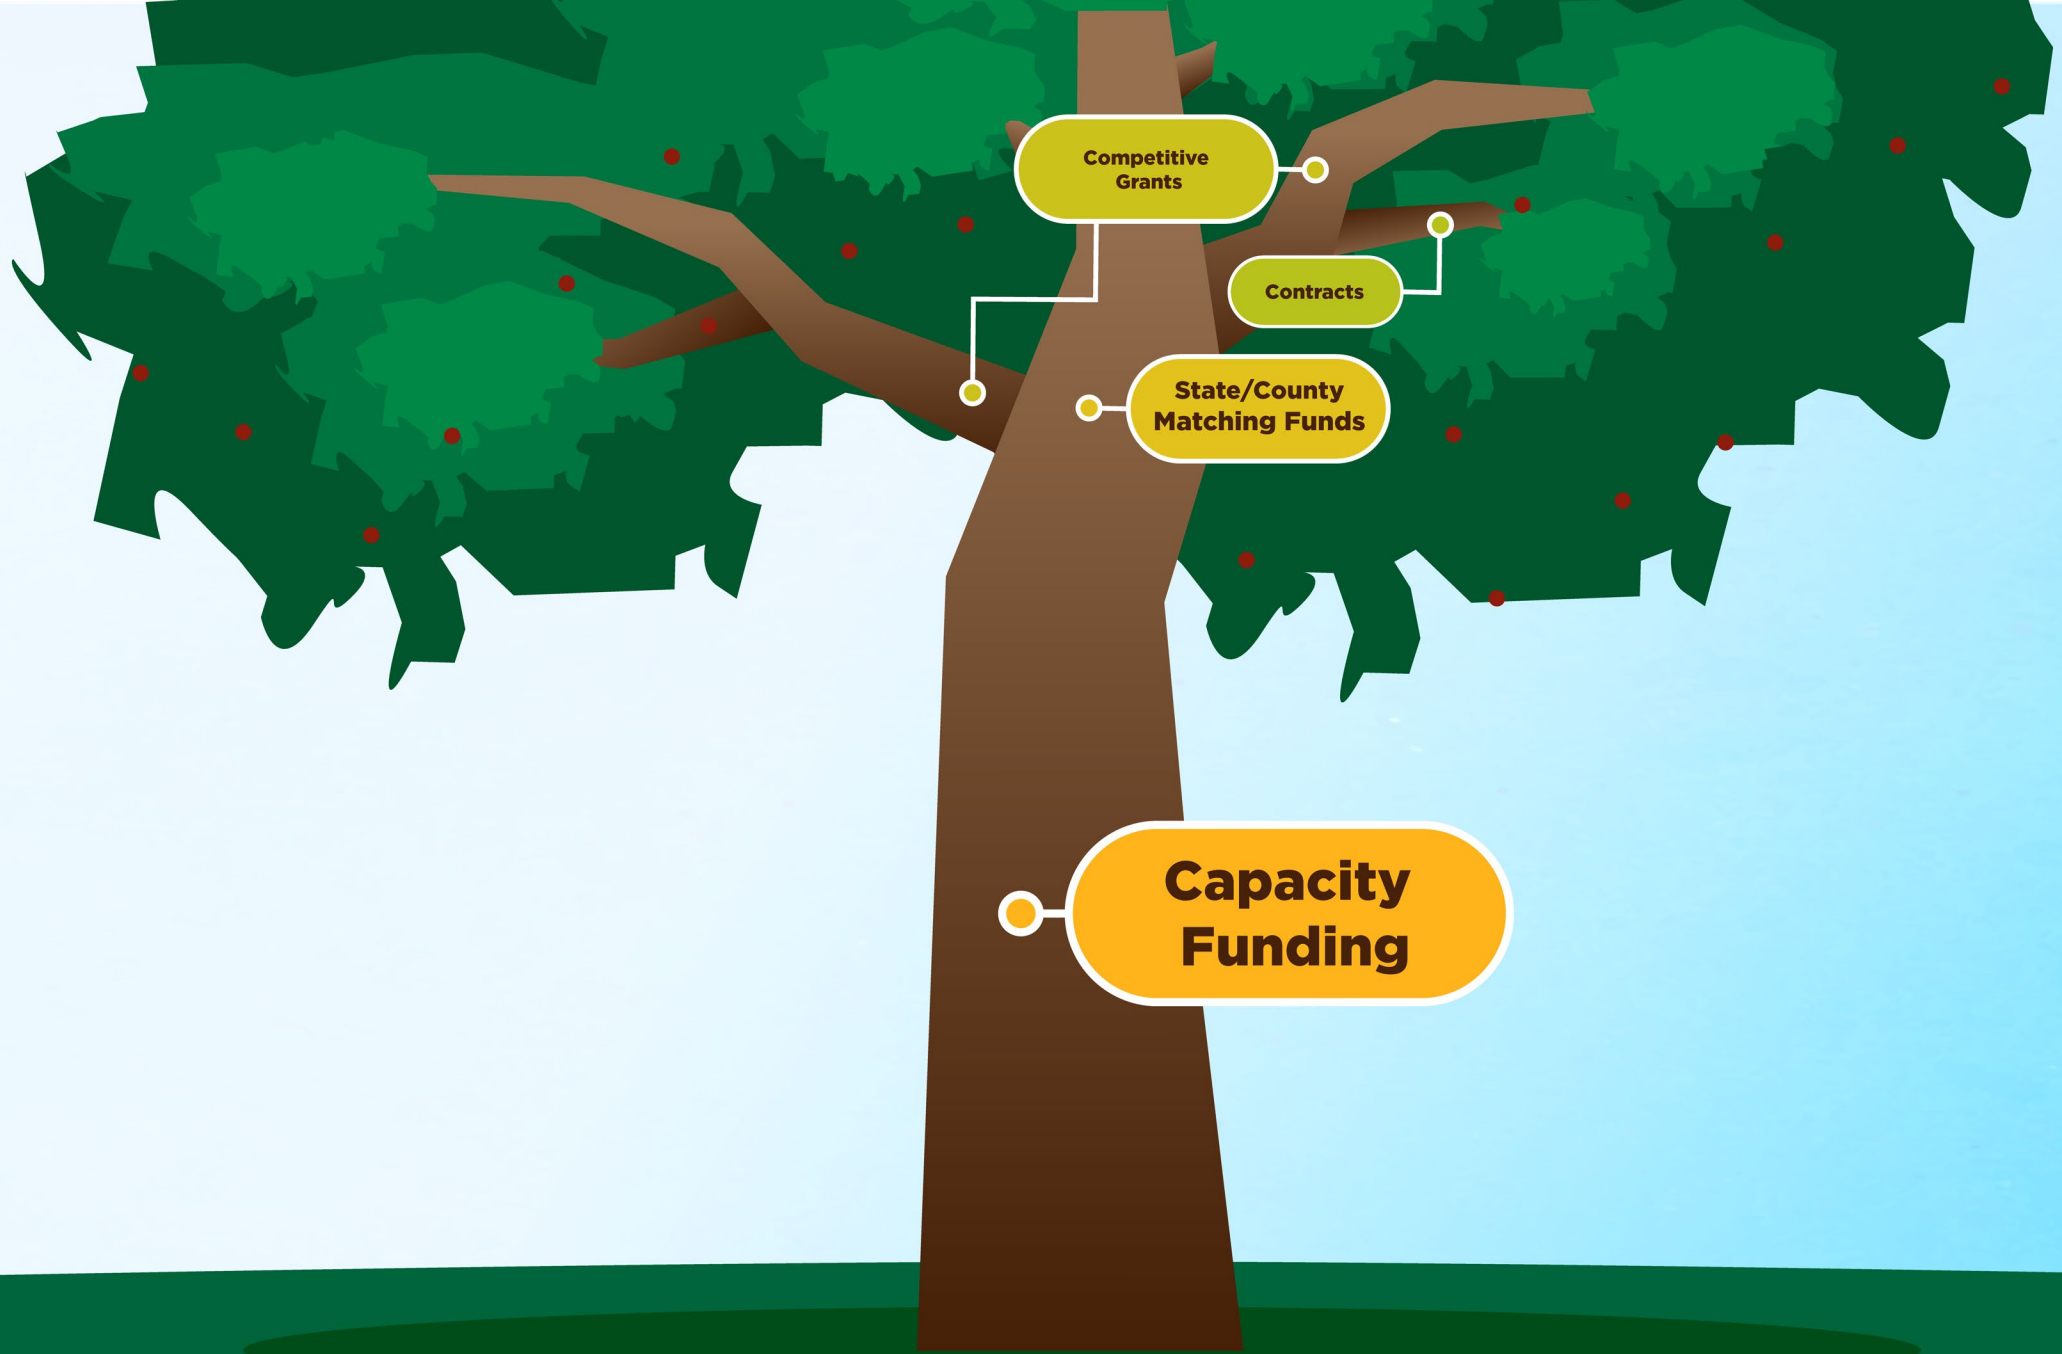 Competitive
Grants
Contracts
State/County
Matching Funds
Capacity
Funding